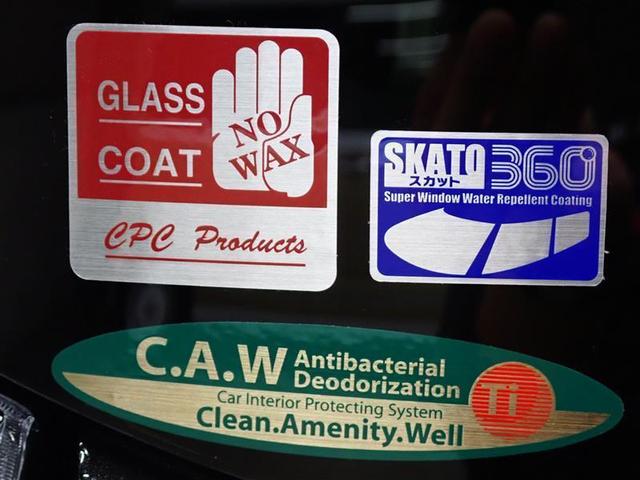 GLASS
COAT
NO
WAX
CPC Products
SKATO 360°
スカット
Super Window Water Repellent Coating
C.A.W Antibacterial
Deodorization
Car Interior Protecting System
Clean.Amenity.Well
Ti